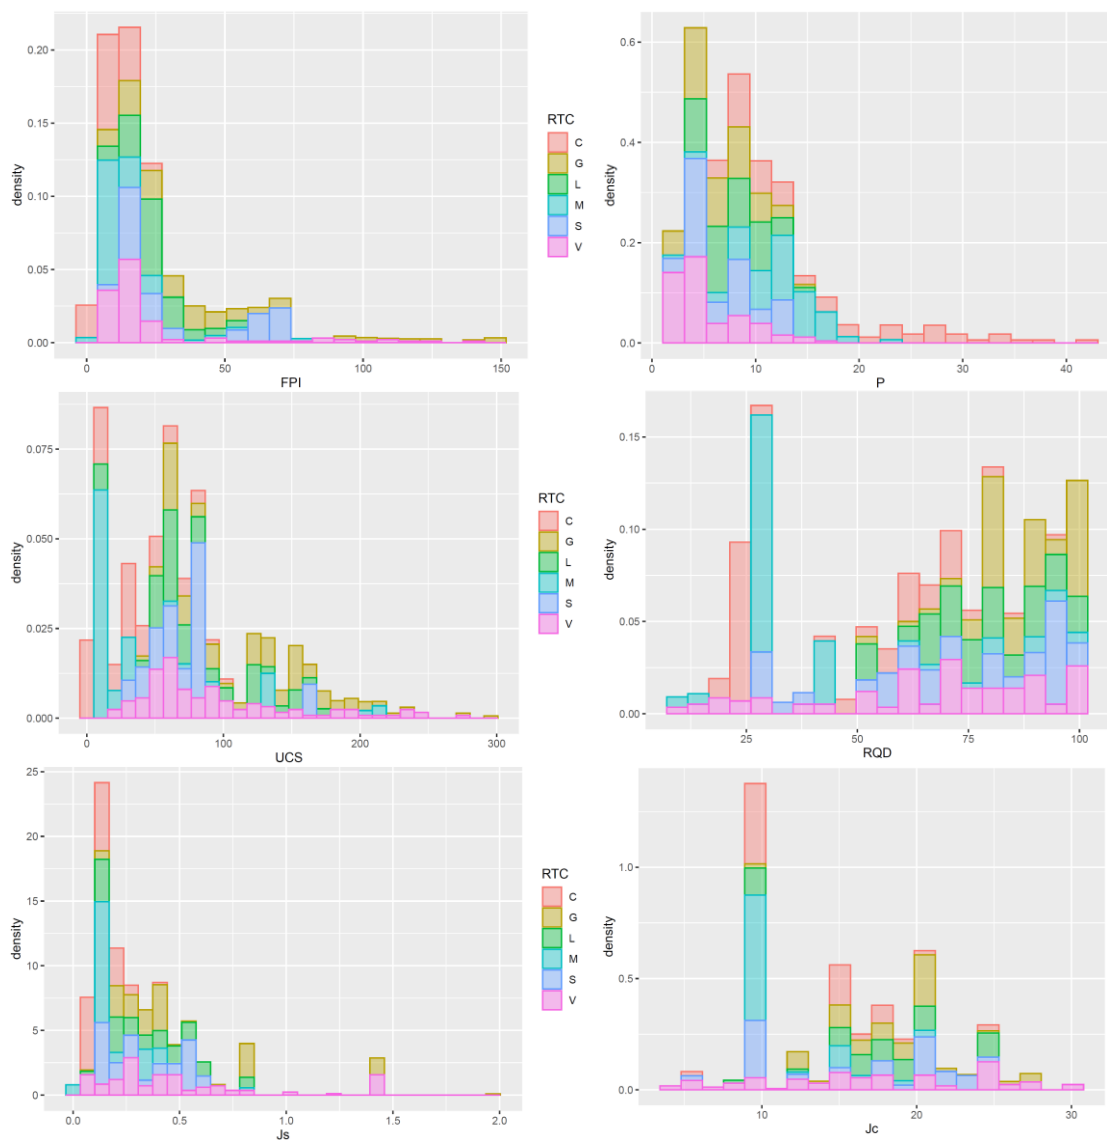 0.20
0.15
0.10
0.05
0.00
density
0 50 100 150
FPI
RTC
C
G
L
M
S
V
0.6
0.4
0.2
0.0
density
0 10 20 30 40
P
0.075
0.050
0.025
0.000
density
0 100 200 300
UCS
RTC
C
G
L
M
S
V
0.15
0.10
0.05
0.00
density
25 50 75 100
RQD
25
20
15
10
5
0
density
0.0 0.5 1.0 1.5 2.0
Js
RTC
C
G
L
M
S
V
1.0
0.5
0.0
density
10 20 30
Jc